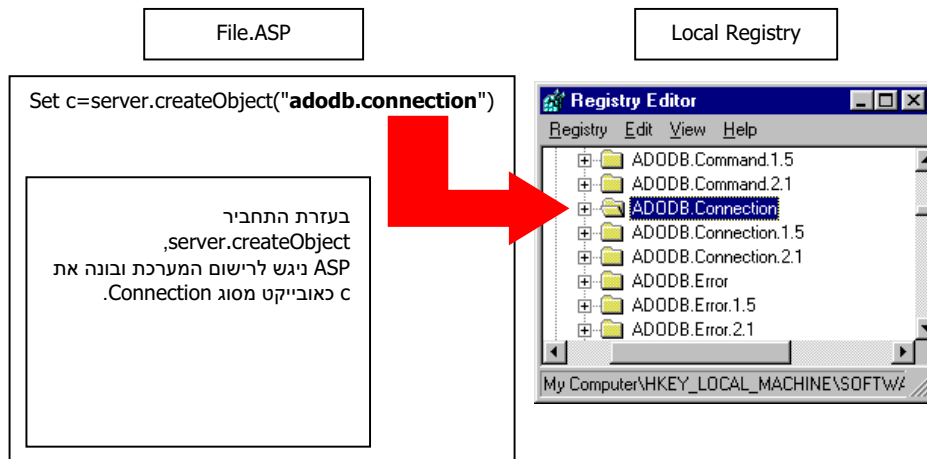 File.ASP
Local Registry
Set c=server.createObject("adodb.connection")
בעזרת התחביר
,server.createObject
ASP ניגש לרישום המערכת ובונה את
c כאובייקט מסוג Connection.
Registry Editor
Registry Edit View Help
ADODB.Command.1.5
ADODB.Command.2.1
ADODB.Connection
ADODB.Connection.1.5
ADODB.Connection.2.1
ADODB.Error
ADODB.Error.1.5
ADODB.Error.2.1
My Computer\HKEY_LOCAL_MACHINE\SOFTWA